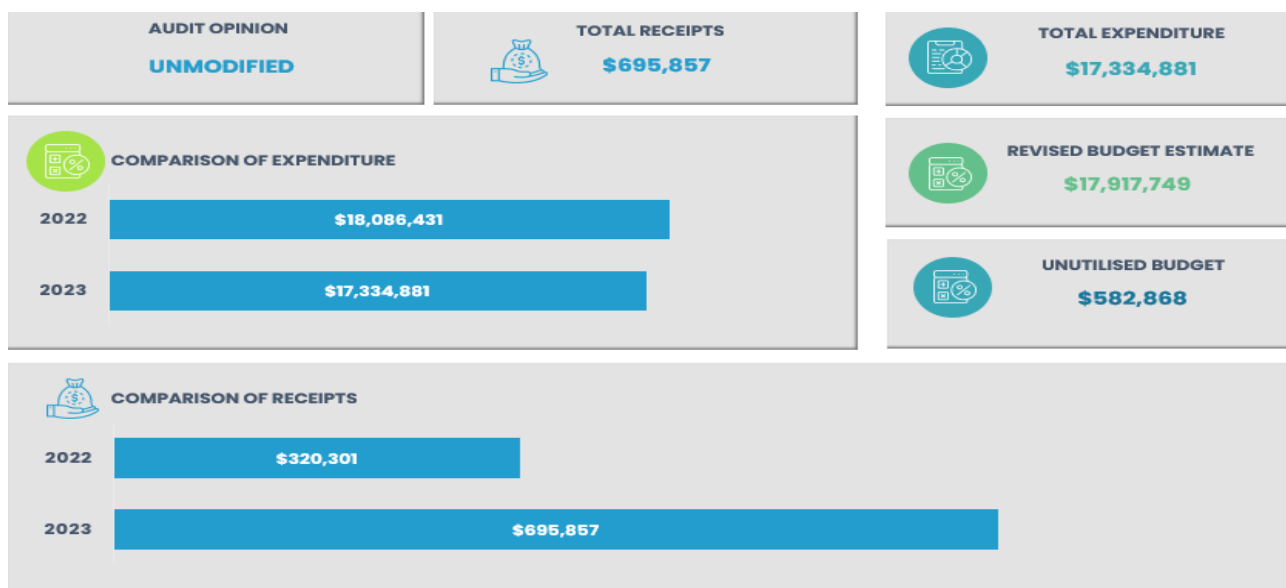 AUDIT OPINION
UNMODIFIED
TOTAL RECEIPTS
$695,857
TOTAL EXPENDITURE
$17,334,881
COMPARISON OF EXPENDITURE
2022
$18,086,431
2023
$17,334,881
REVISED BUDGET ESTIMATE
$17,917,749
UNUTILISED BUDGET
$582,868
COMPARISON OF RECEIPTS
2022
$320,301
2023
$695,857